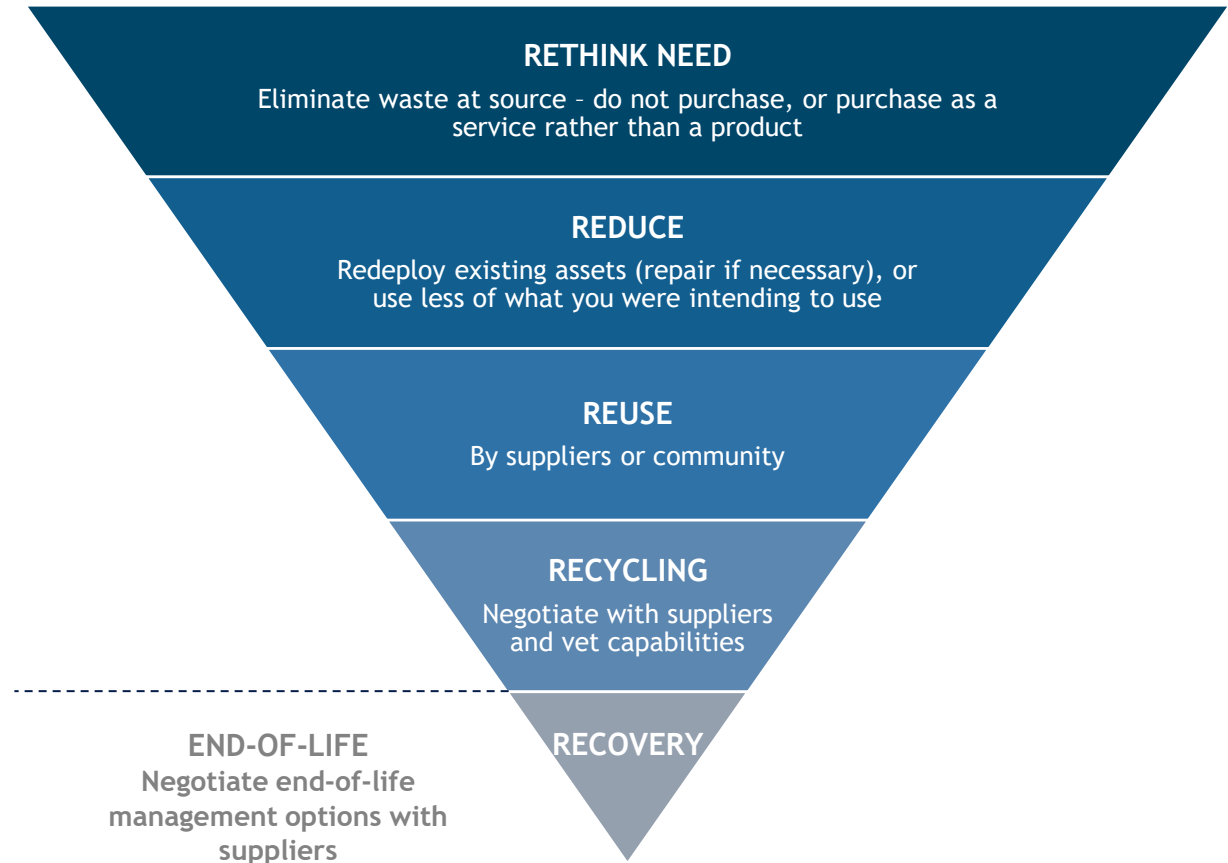 RETHINK NEED
Eliminate waste at source – do not purchase, or purchase as a
service rather than a product
REDUCE
Redeploy existing assets (repair if necessary), or
use less of what you were intending to use
REUSE
By suppliers or community
RECYCLING
Negotiate with suppliers
and vet capabilities
RECOVERY
END-OF-LIFE
Negotiate end-of-life
management options with
suppliers